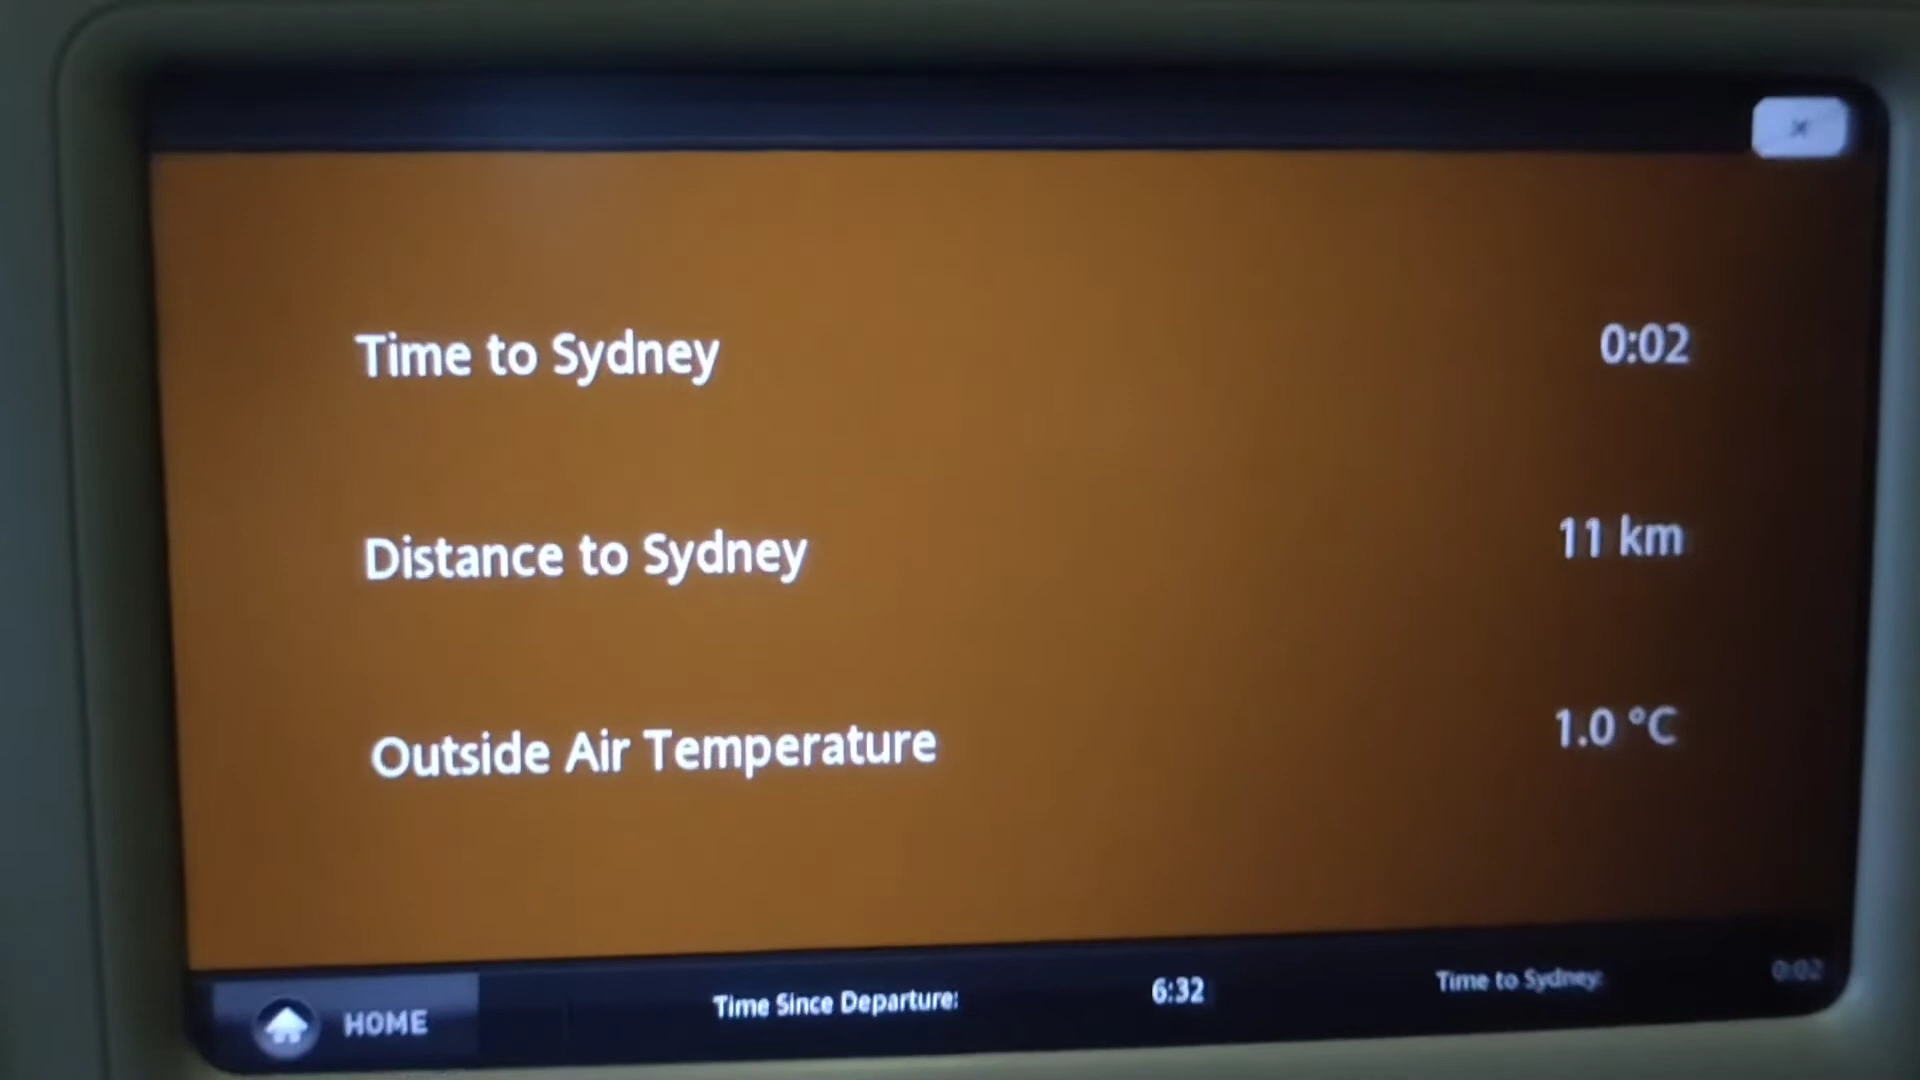 Time to Sydney 0:02
Distance to Sydney 11 km
Outside Air Temperature 1.0 °C
HOME Time Since Departure: 6:32 Time to Sydney: 0:02